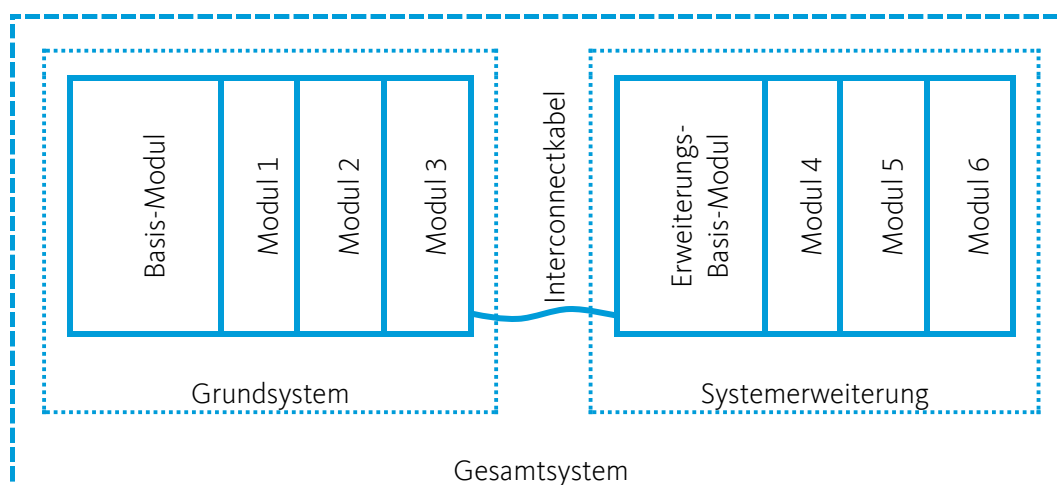 Basis-Modul
Modul 1
Modul 2
Modul 3
Interconnectkabel
Erweiterungs-
Basis-Modul
Modul 4
Modul 5
Modul 6
Grundsystem
Systemerweiterung
Gesamtsystem